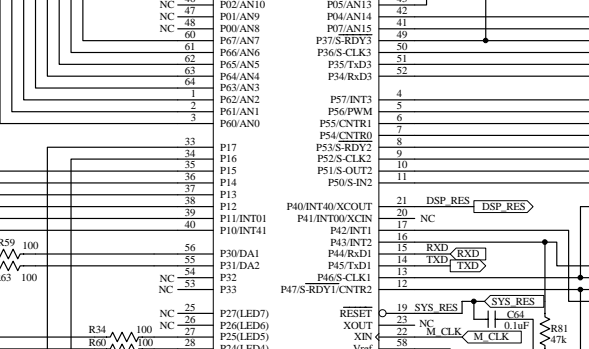 NC 46 P02/AN10 P05/AN13 43
NC 47 P01/AN9 P04/AN14 42
NC 48 P00/AN8 P07/AN15 41
60 P67/AN7 P37/S-RDY3 49
61 P66/AN6 P36/S-CLK3 50
62 P65/AN5 P35/TxD3 51
63 P64/AN4 P34/RxD3 52
64 P63/AN3
1 P62/AN2 P57/INT3 4
2 P61/AN1 P56/PWM 5
3 P60/AN0 P55/CNTR1 6
P54/CNTR0 7
33 P17 P53/S-RDY2 8
34 P16 P52/S-CLK2 9
35 P15 P51/S-OUT2 10
36 P14 P50/S-IN2 11
37 P13
38 P12 P40/INT40/XCOUT 21 DSP_RES DSP_RES
39 P11/INT01 P41/INT00/XCIN 20 NC
40 P10/INT41 P42/INT1 17
P43/INT2 16
R59 100 56 P30/DA1 P44/RxD1 15 RXD RXD
55 P31/DA2 P45/TxD1 14 TXD TXD
R63 100 NC 54 P32 P46/S-CLK1 13
NC 53 P33 P47/S-RDY1/CNTR2 12
NC 25 P27(LED7) RESET 19 SYS_RES SYS_RES
NC 26 P26(LED6) XOUT 23 NC C64 0.1uF
R34 100 27 P25(LED5) XIN 22 M_CLK M_CLK R81 47k
R60 100 28 P24(LED4) Vref 58